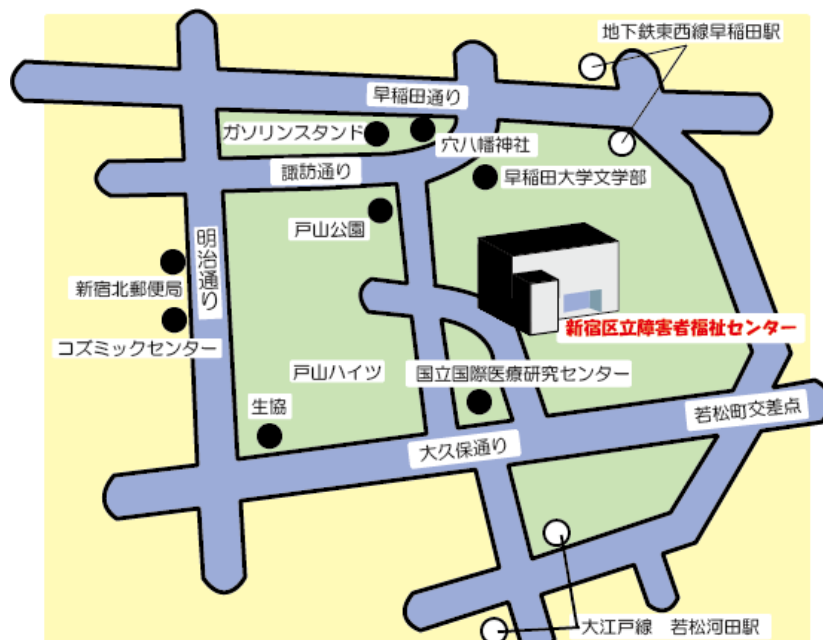 地下鉄東西線早稲田駅
早稲田通り
ガソリンスタンド
穴八幡神社
諏訪通り
早稲田大学文学部
戸山公園
明治通り
新宿北郵便局
新宿区立障害者福祉センター
コズミックセンター
戸山ハイツ
国立国際医療研究センター
生協
若松町交差点
大久保通り
大江戸線 若松河田駅